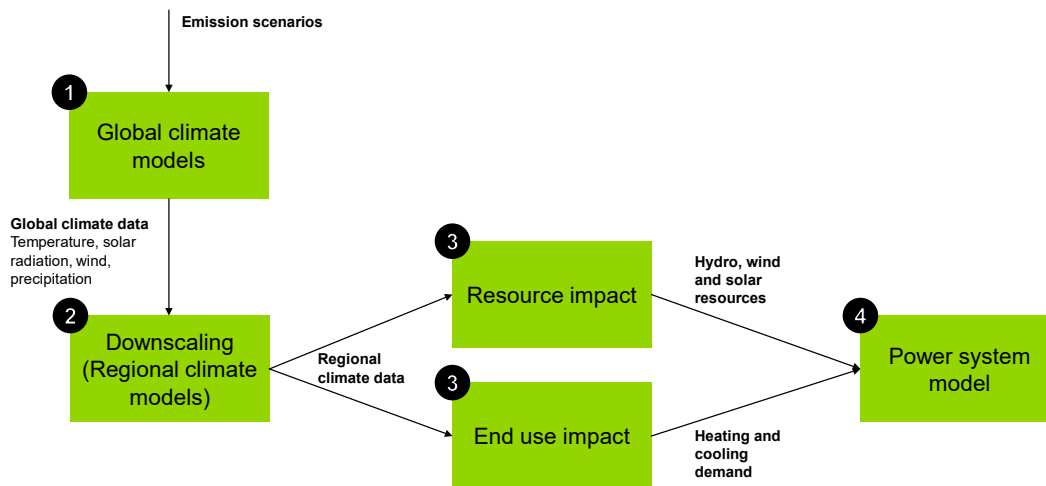 Emission scenarios
1
Global climate
models
Global climate data
Temperature, solar
radiation, wind,
precipitation
2
Downscaling
(Regional climate
models)
Regional
climate data
3
Resource impact
3
End use impact
Hydro, wind
and solar
resources
Heating and
cooling
demand
4
Power system
model